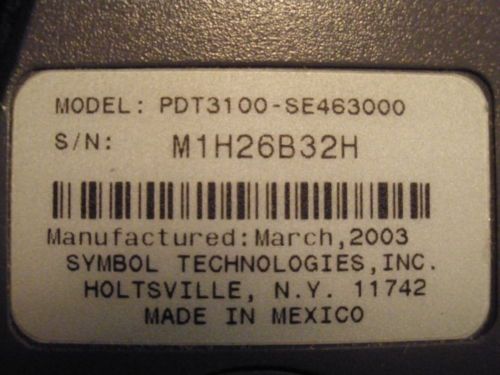 MODEL: PDT3100-SE463000
S/N: M1H26B32H
Manufactured:March,2003
SYMBOL TECHNOLOGIES,INC.
HOLTSVILLE, N.Y. 11742
MADE IN MEXICO